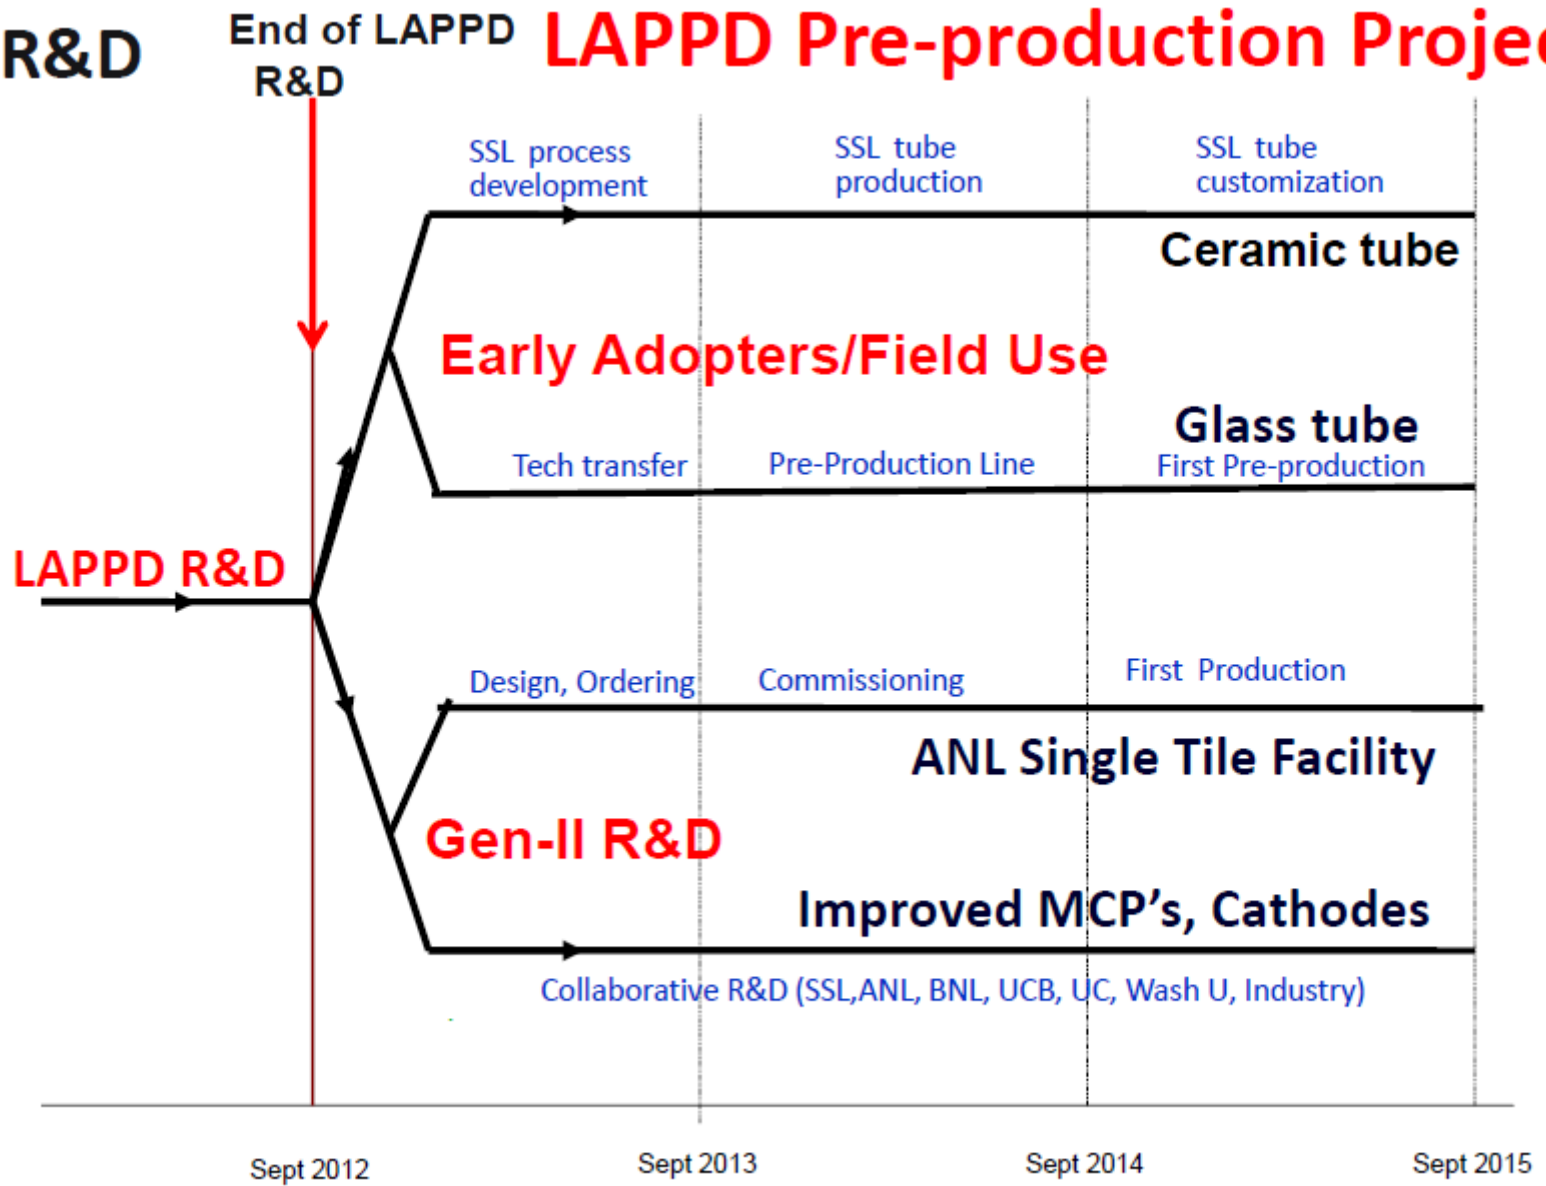 R&D
End of LAPPD
R&D
LAPPD Pre-production Projec
SSL process
development
SSL tube
production
SSL tube
customization
Ceramic tube
Early Adopters/Field Use
Glass tube
Tech transfer
Pre-Production Line
First Pre-production
LAPPD R&D
Design, Ordering
Commissioning
First Production
ANL Single Tile Facility
Gen-II R&D
Improved MCP's, Cathodes
Collaborative R&D (SSL,ANL, BNL, UCB, UC, Wash U, Industry)
Sept 2012
Sept 2013
Sept 2014
Sept 2015